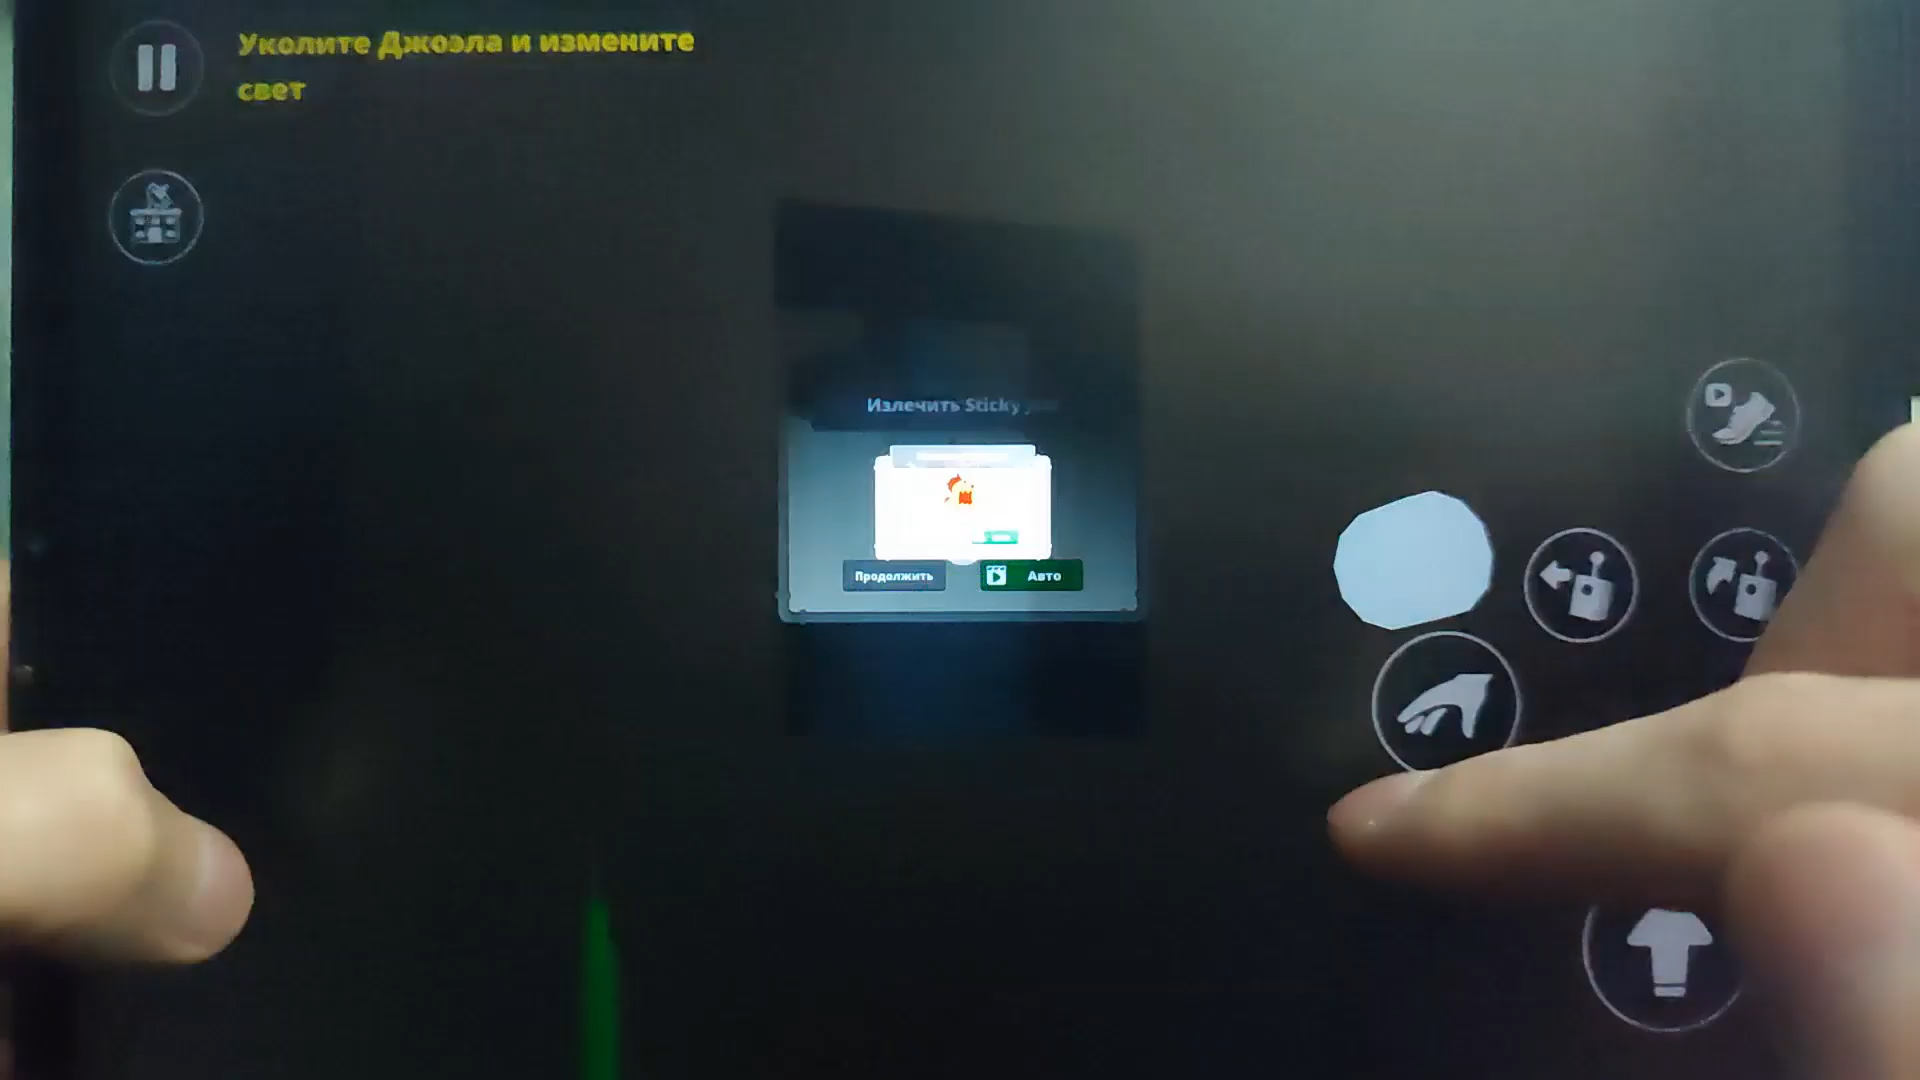 Уколите Джоэла и измените
свет
Излечить Sticky
Продолжить
Авто